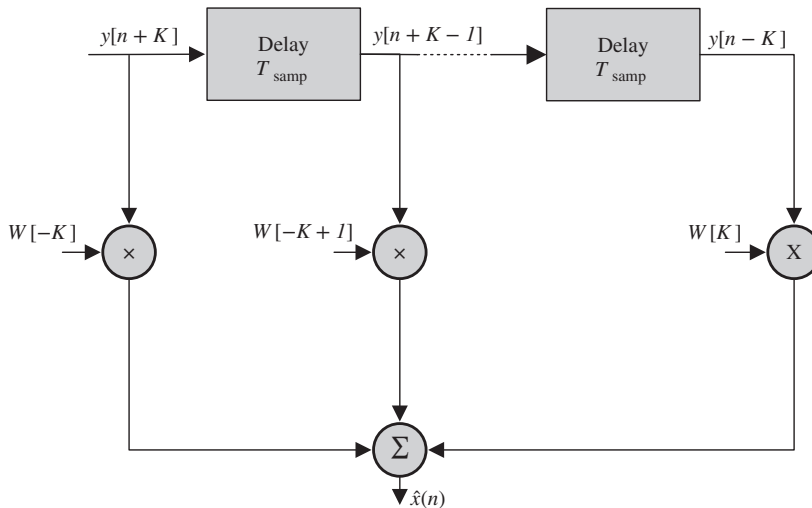 y[n + K]
Delay
T samp
y[n + K − 1]
Delay
T samp
y[n − K]
W[−K]
×
W[−K + 1]
×
W[K]
X
Σ
x̂(n)